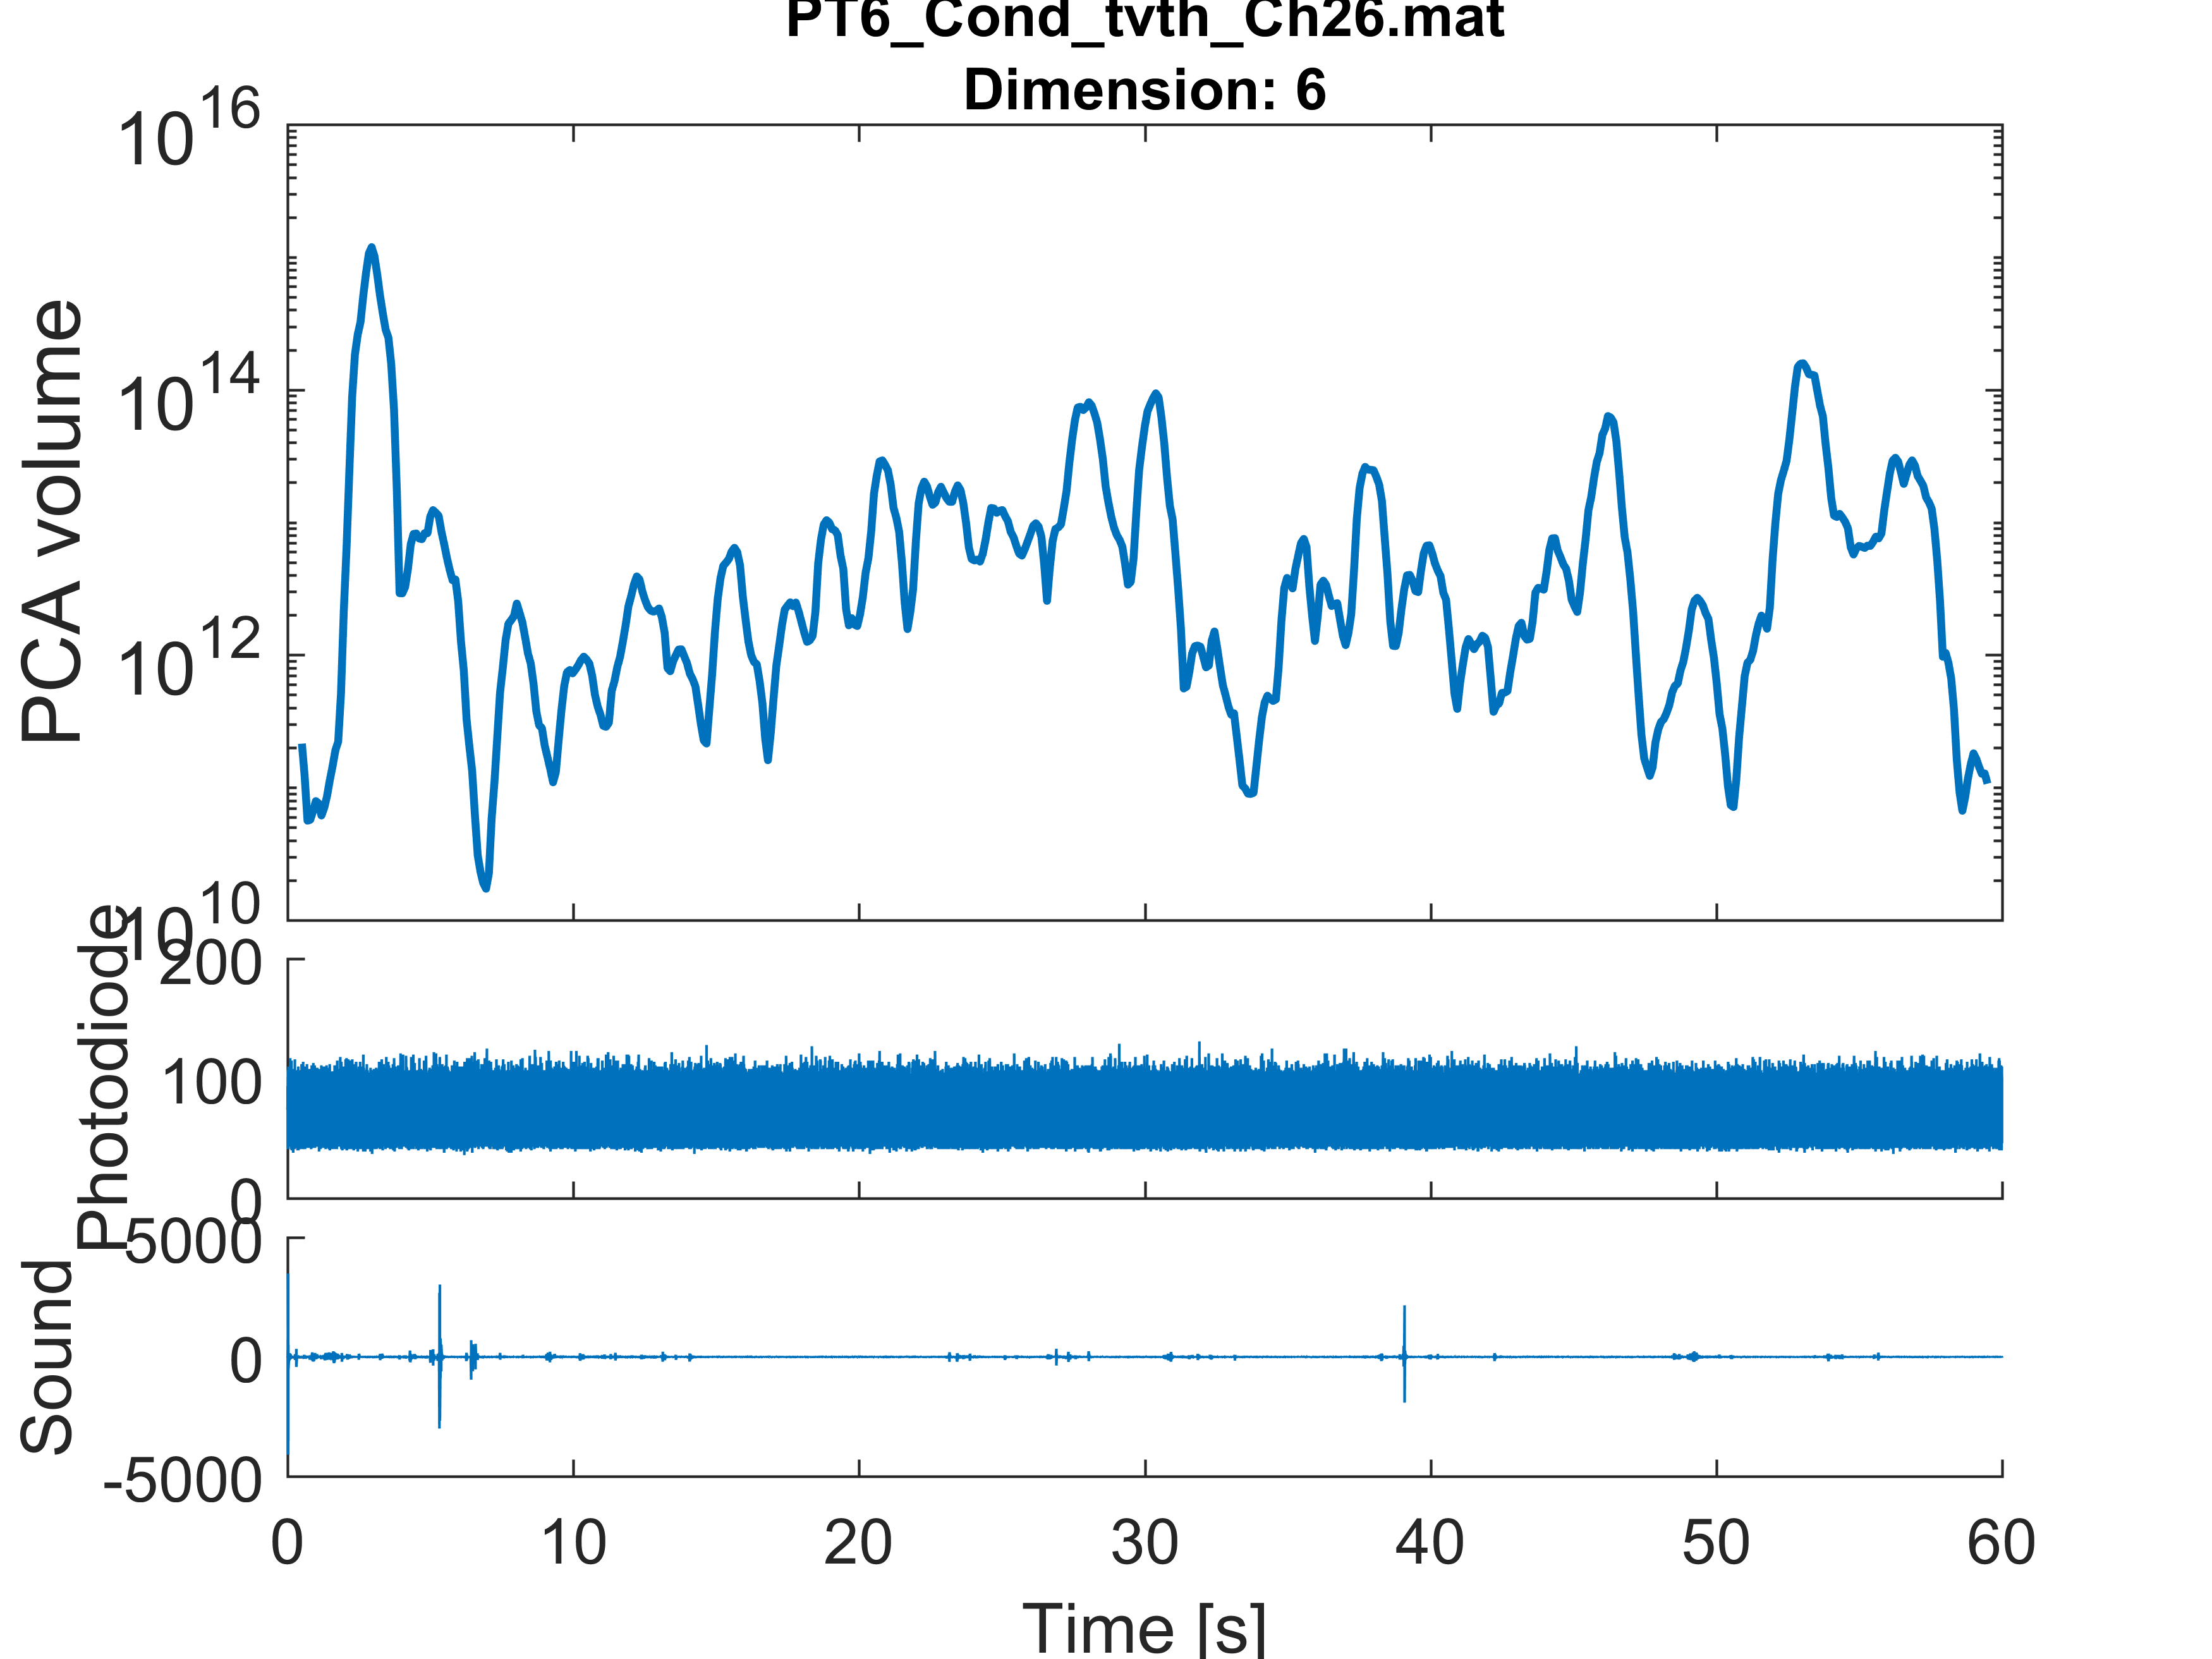 PT6_Cond_tvth_Ch26.mat
Dimension: 6
PCA volume
10^16
10^14
10^12
10^10
Photodiode
200
100
0
Sound
5000
0
-5000
0 10 20 30 40 50 60
Time [s]